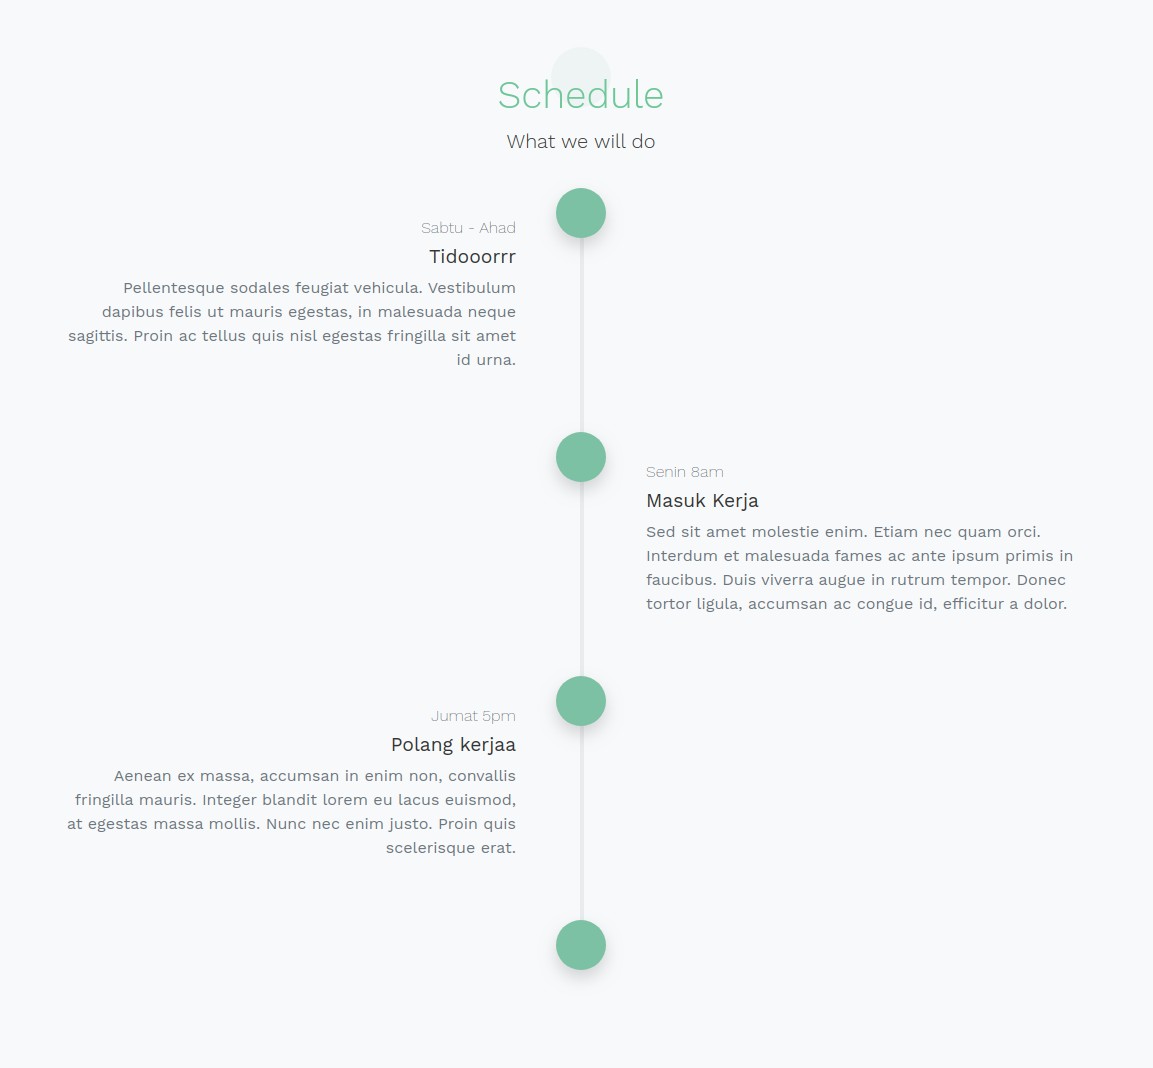 Schedule
What we will do
Sabtu - Ahad
Tidooorrr
Pellentesque sodales feugiat vehicula. Vestibulum
dapibus felis ut mauris egestas, in malesuada neque
sagittis. Proin ac tellus quis nisl egestas fringilla sit amet
id urna.
Senin 8am
Masuk Kerja
Sed sit amet molestie enim. Etiam nec quam orci.
Interdum et malesuada fames ac ante ipsum primis in
faucibus. Duis viverra augue in rutrum tempor. Donec
tortor ligula, accumsan ac congue id, efficitur a dolor.
Jumat 5pm
Polang kerjaa
Aenean ex massa, accumsan in enim non, convallis
fringilla mauris. Integer blandit lorem eu lacus euismod,
at egestas massa mollis. Nunc nec enim justo. Proin quis
scelerisque erat.